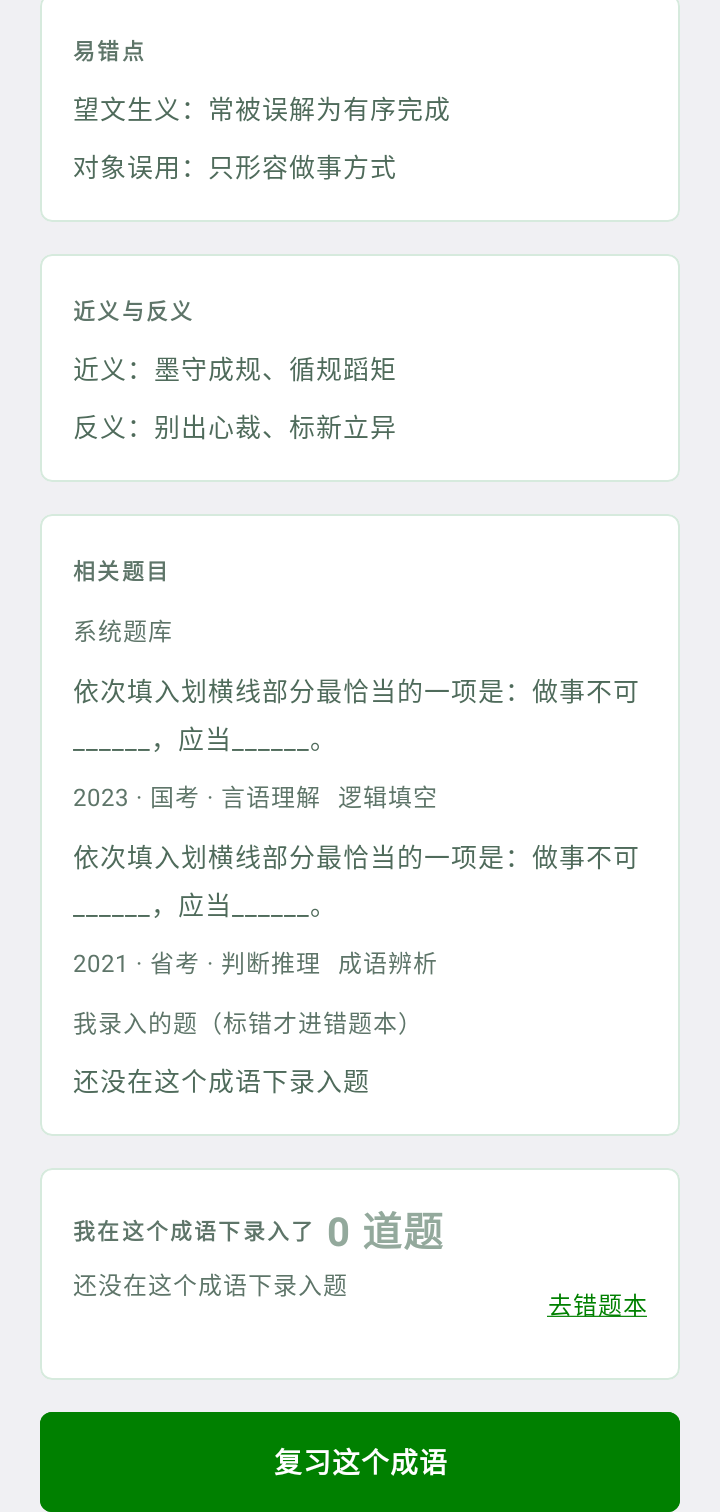 易错点
望文生义：常被误解为有序完成
对象误用：只形容做事方式
近义与反义
近义：墨守成规、循规蹈矩
反义：别出心裁、标新立异
相关题目
系统题库
依次填入划横线部分最恰当的一项是：做事不可
______，应当______。
2023 · 国考 · 言语理解 逻辑填空
依次填入划横线部分最恰当的一项是：做事不可
______，应当______。
2021 · 省考 · 判断推理 成语辨析
我录入的题（标错才进错题本）
还没在这个成语下录入题
我在这个成语下录入了 0 道题
还没在这个成语下录入题
去错题本
复习这个成语